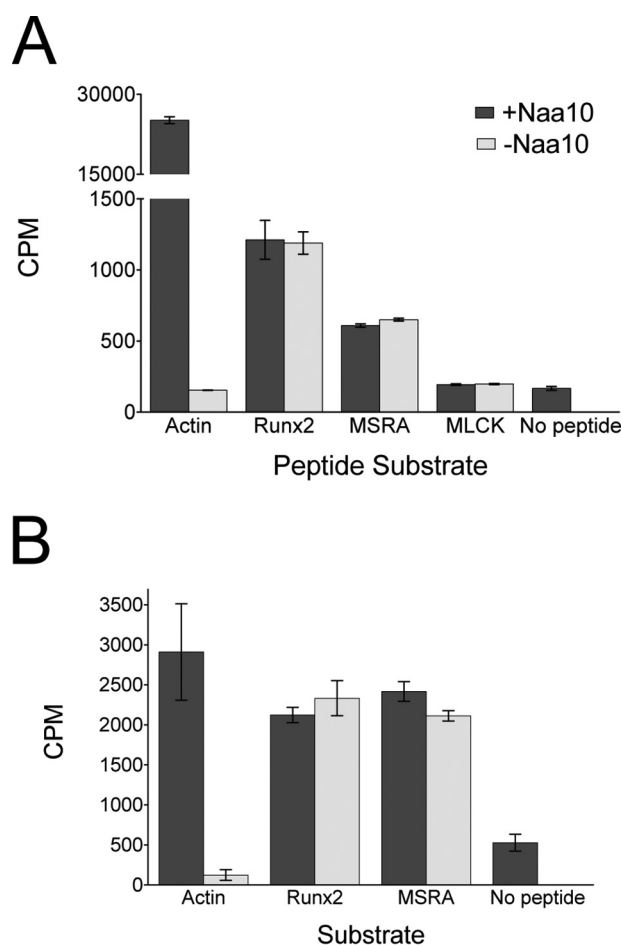 A
30000
15000
1500
1000
500
0
CPM
+Naa10
-Naa10
Actin Runx2 MSRA MLCK No peptide
Peptide Substrate
B
3500
3000
2500
2000
1500
1000
500
0
CPM
Actin Runx2 MSRA No peptide
Substrate